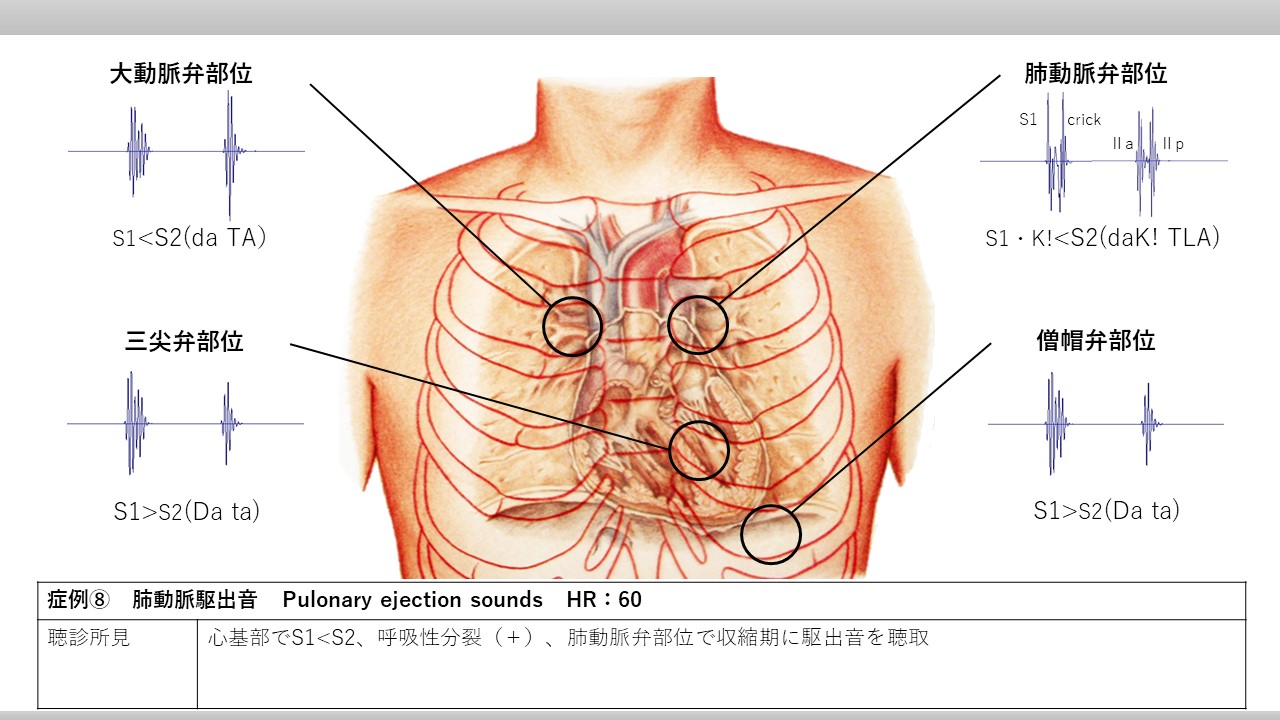 大動脈弁部位
S1<S2(da TA)
肺動脈弁部位
S1 crick
Ⅱa Ⅱp
S1・K!<S2(daK! TLA)
三尖弁部位
S1>S2(Da ta)
僧帽弁部位
S1>S2(Da ta)
症例⑧ 肺動脈駆出音 Pulonary ejection sounds HR：60
聴診所見 心基部でS1<S2、呼吸性分裂（+）、肺動脈弁部位で収縮期に駆出音を聴取